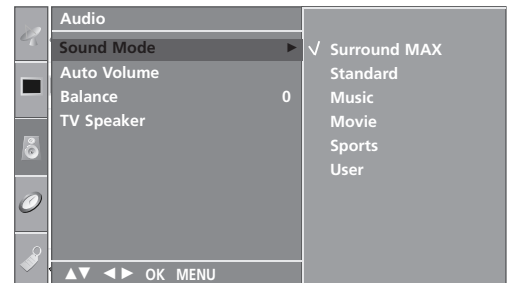 Audio
Sound Mode ▶
Auto Volume
Balance 0
TV Speaker
√ Surround MAX
Standard
Music
Movie
Sports
User
▲▼ ◀▶ OK MENU